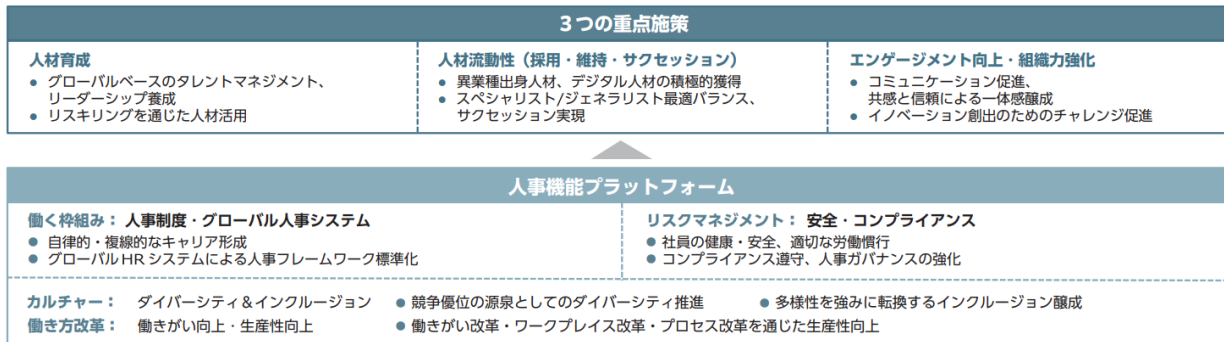 3つの重点施策
人材育成
● グローバルベースのタレントマネジメント、
リーダーシップ養成
● リスキリングを通じた人材活用
人材流動性（採用・維持・サクセッション）
● 異業種出身人材、デジタル人材の積極的獲得
● スペシャリスト/ジェネラリスト最適バランス、
サクセッション実現
エンゲージメント向上・組織力強化
● コミュニケーション促進、
共感と信頼による一体感醸成
● イノベーション創出のためのチャレンジ促進
人事機能プラットフォーム
働く枠組み： 人事制度・グローバル人事システム
● 自律的・複線的なキャリア形成
● グローバル HR システムによる人事フレームワーク標準化
リスクマネジメント： 安全・コンプライアンス
● 社員の健康・安全、適切な労働慣行
● コンプライアンス遵守、人事ガバナンスの強化
カルチャー： ダイバーシティ＆インクルージョン ● 競争優位の源泉としてのダイバーシティ推進 ● 多様性を強みに転換するインクルージョン醸成
働き方改革： 働きがい向上・生産性向上 ● 働きがい改革・ワークプレイス改革・プロセス改革を通じた生産性向上